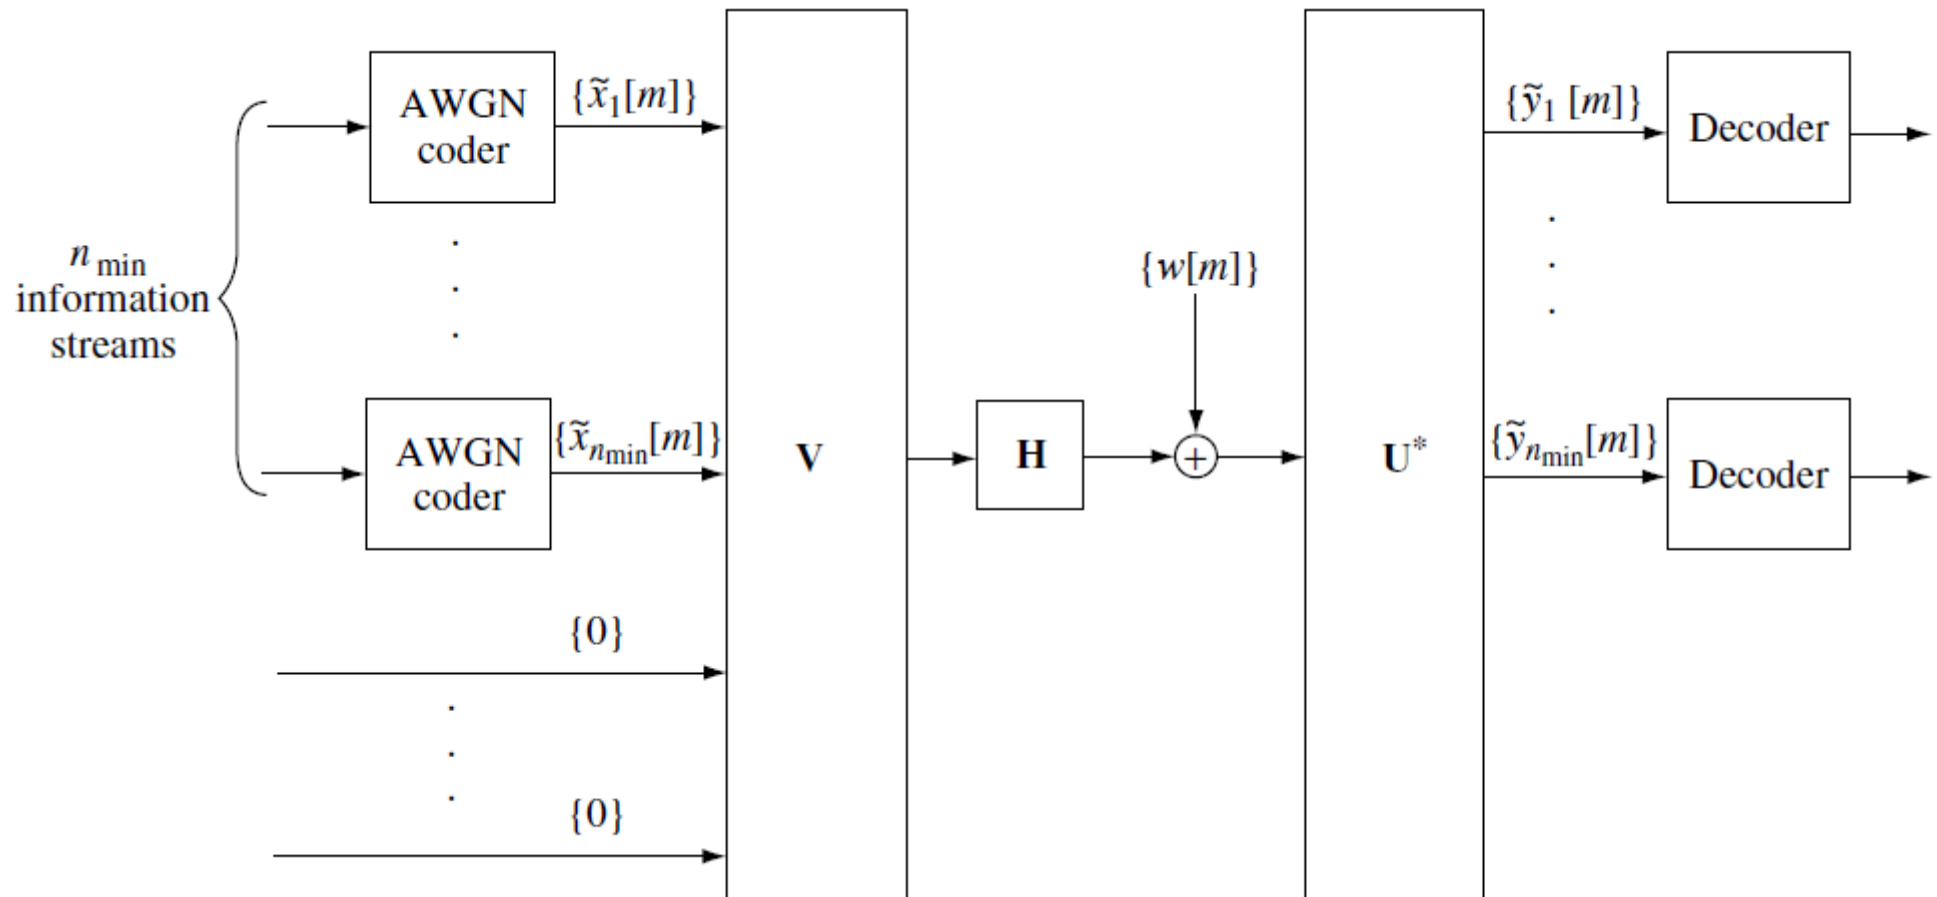 AWGN
coder
{x̃₁[m]}
{ỹ₁ [m]}
Decoder
n min
information
streams
{w[m]}
AWGN
coder
{x̃ₙₘᵢₙ[m]}
V
H
+
U*
{ỹₙₘᵢₙ[m]}
Decoder
{0}
{0}